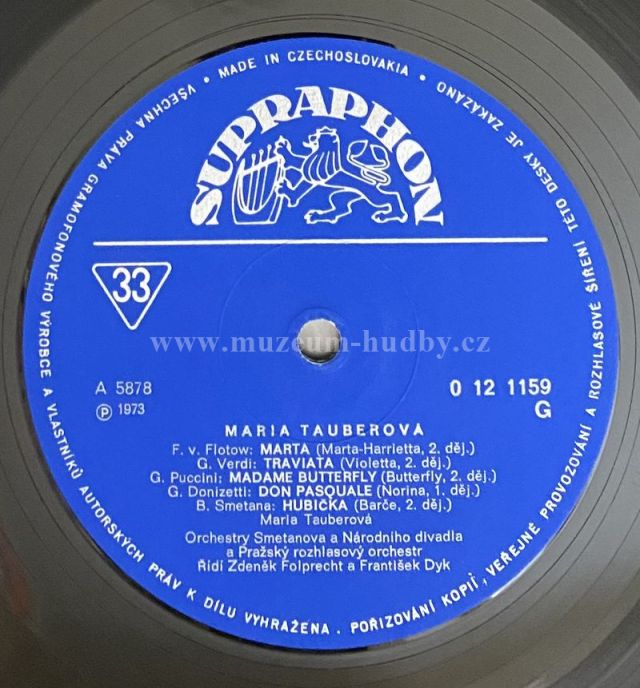 • MADE IN CZECHOSLOVAKIA •
VŠECHNA PRÁVA GRAMOFONOVÉHO VÝROBCE A VLASTNÍKŮ AUTORSKÝCH PRÁV K DÍLU VYHRAŽENA. POŘIZOVÁNÍ KOPIÍ, VEŘEJNÉ PROVOZOVÁNÍ A ROZHLASOVÉ ŠÍŘENÍ TÉTO DESKY JE ZAKÁZÁNO
SUPRAPHON
33
www.muzeum-hudby.cz
A 5878
0 12 1159
℗ 1973
G
MARIA TAUBEROVÁ
F. v. Flotow: MARTA (Marta-Harrietta, 2. děj.)
G. Verdi: TRAVIATA (Violetta, 2. děj.)
G. Puccini: MADAME BUTTERFLY (Butterfly, 2. děj.)
G. Donizetti: DON PASQUALE (Norina, 1. děj.)
B. Smetana: HUBIČKA (Barče, 2. děj.)
Maria Tauberová
Orchestry Smetanova a Národního divadla
a Pražský rozhlasový orchestr
Řídí Zdeněk Folprecht a František Dyk